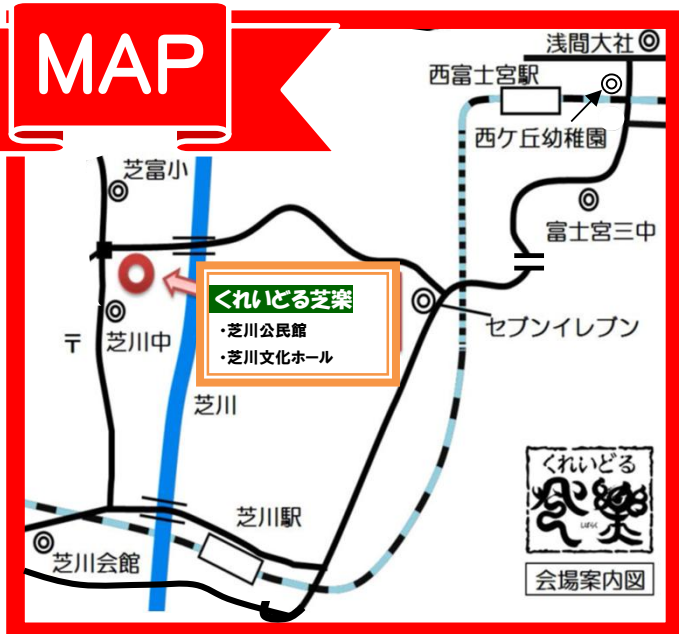 MAP
浅間大社
西富士宮駅
西ケ丘幼稚園
芝富小
富士宮三中
くれいどる芝楽
・芝川公民館
・芝川文化ホール
セブンイレブン
〒
芝川中
芝川
くれいどる
芝楽
しばらく
芝川駅
芝川会館
会場案内図